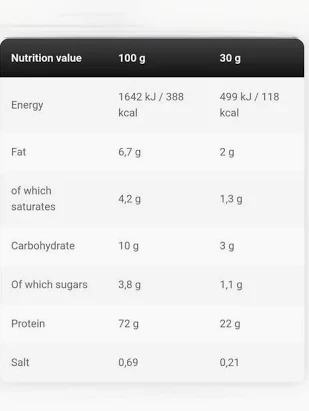 Nutrition value 100 g 30 g
Energy 1642 kJ / 388 kcal 499 kJ / 118 kcal
Fat 6,7 g 2 g
of which saturates 4,2 g 1,3 g
Carbohydrate 10 g 3 g
Of which sugars 3,8 g 1,1 g
Protein 72 g 22 g
Salt 0,69 0,21